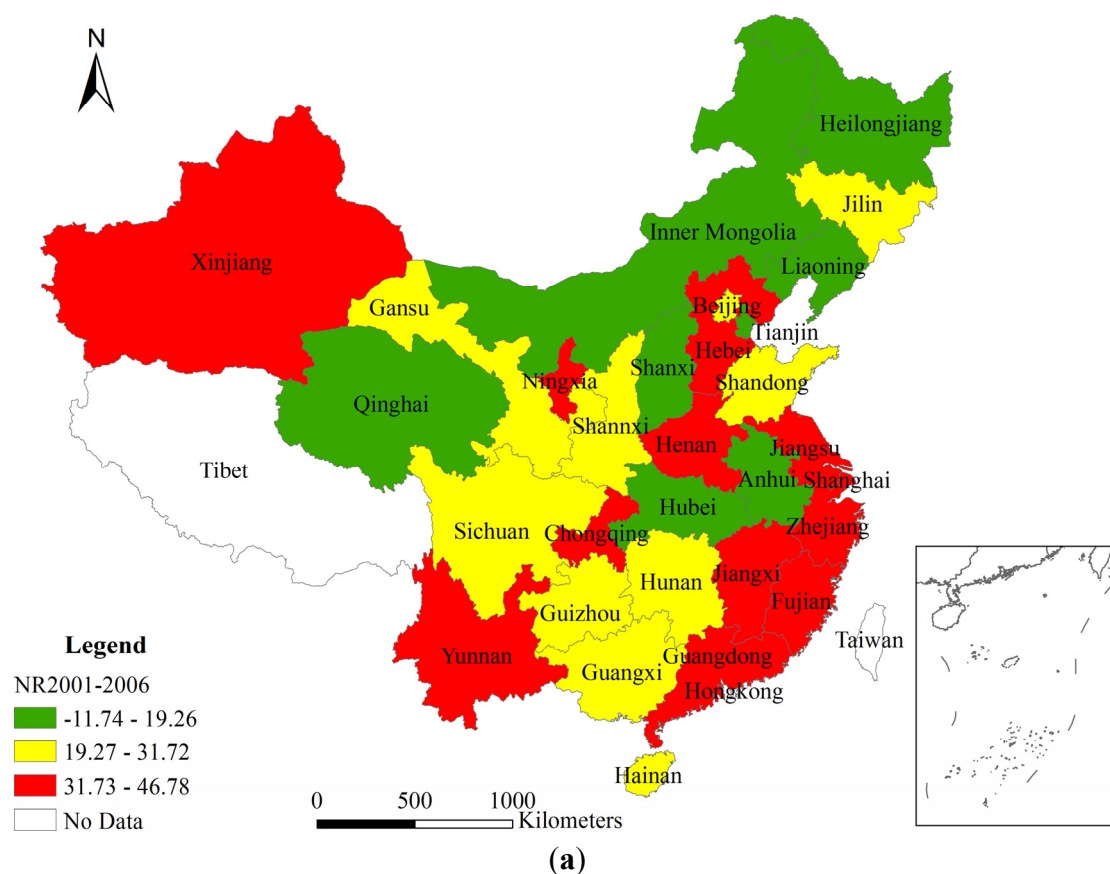 N
Heilongjiang
Jilin
Inner Mongolia
Liaoning
Xinjiang
Gansu
Beijing
Tianjin
Hebei
Shanxi
Ningxia
Shandong
Qinghai
Shannxi
Henan
Jiangsu
Tibet
Anhui
Shanghai
Hubei
Zhejiang
Sichuan
Chongqing
Jiangxi
Hunan
Fujian
Guizhou
Taiwan
Yunnan
Guangxi
Guangdong
Hongkong
Hainan
Legend
NR2001-2006
-11.74 - 19.26
19.27 - 31.72
31.73 - 46.78
No Data
0 500 1000
Kilometers
(a)